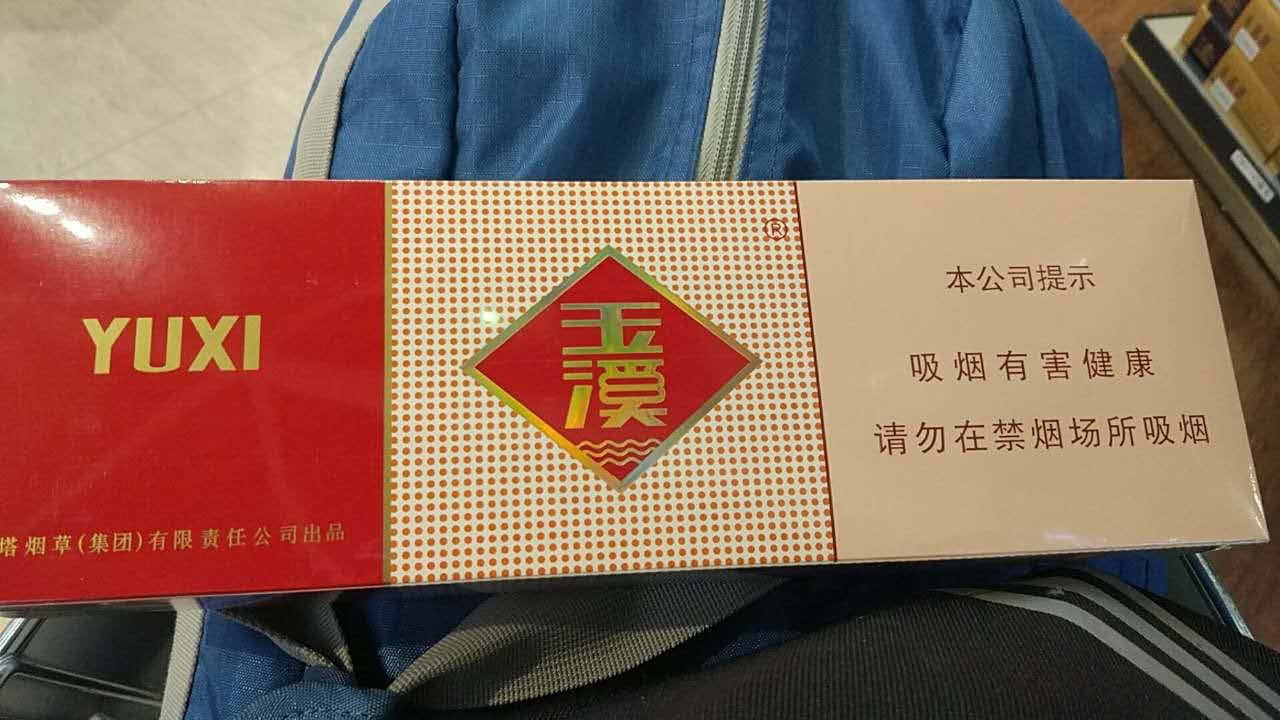 YUXI
塔烟草(集团)有限责任公司出品
®
玉
溪
本公司提示
吸烟有害健康
请勿在禁烟场所吸烟